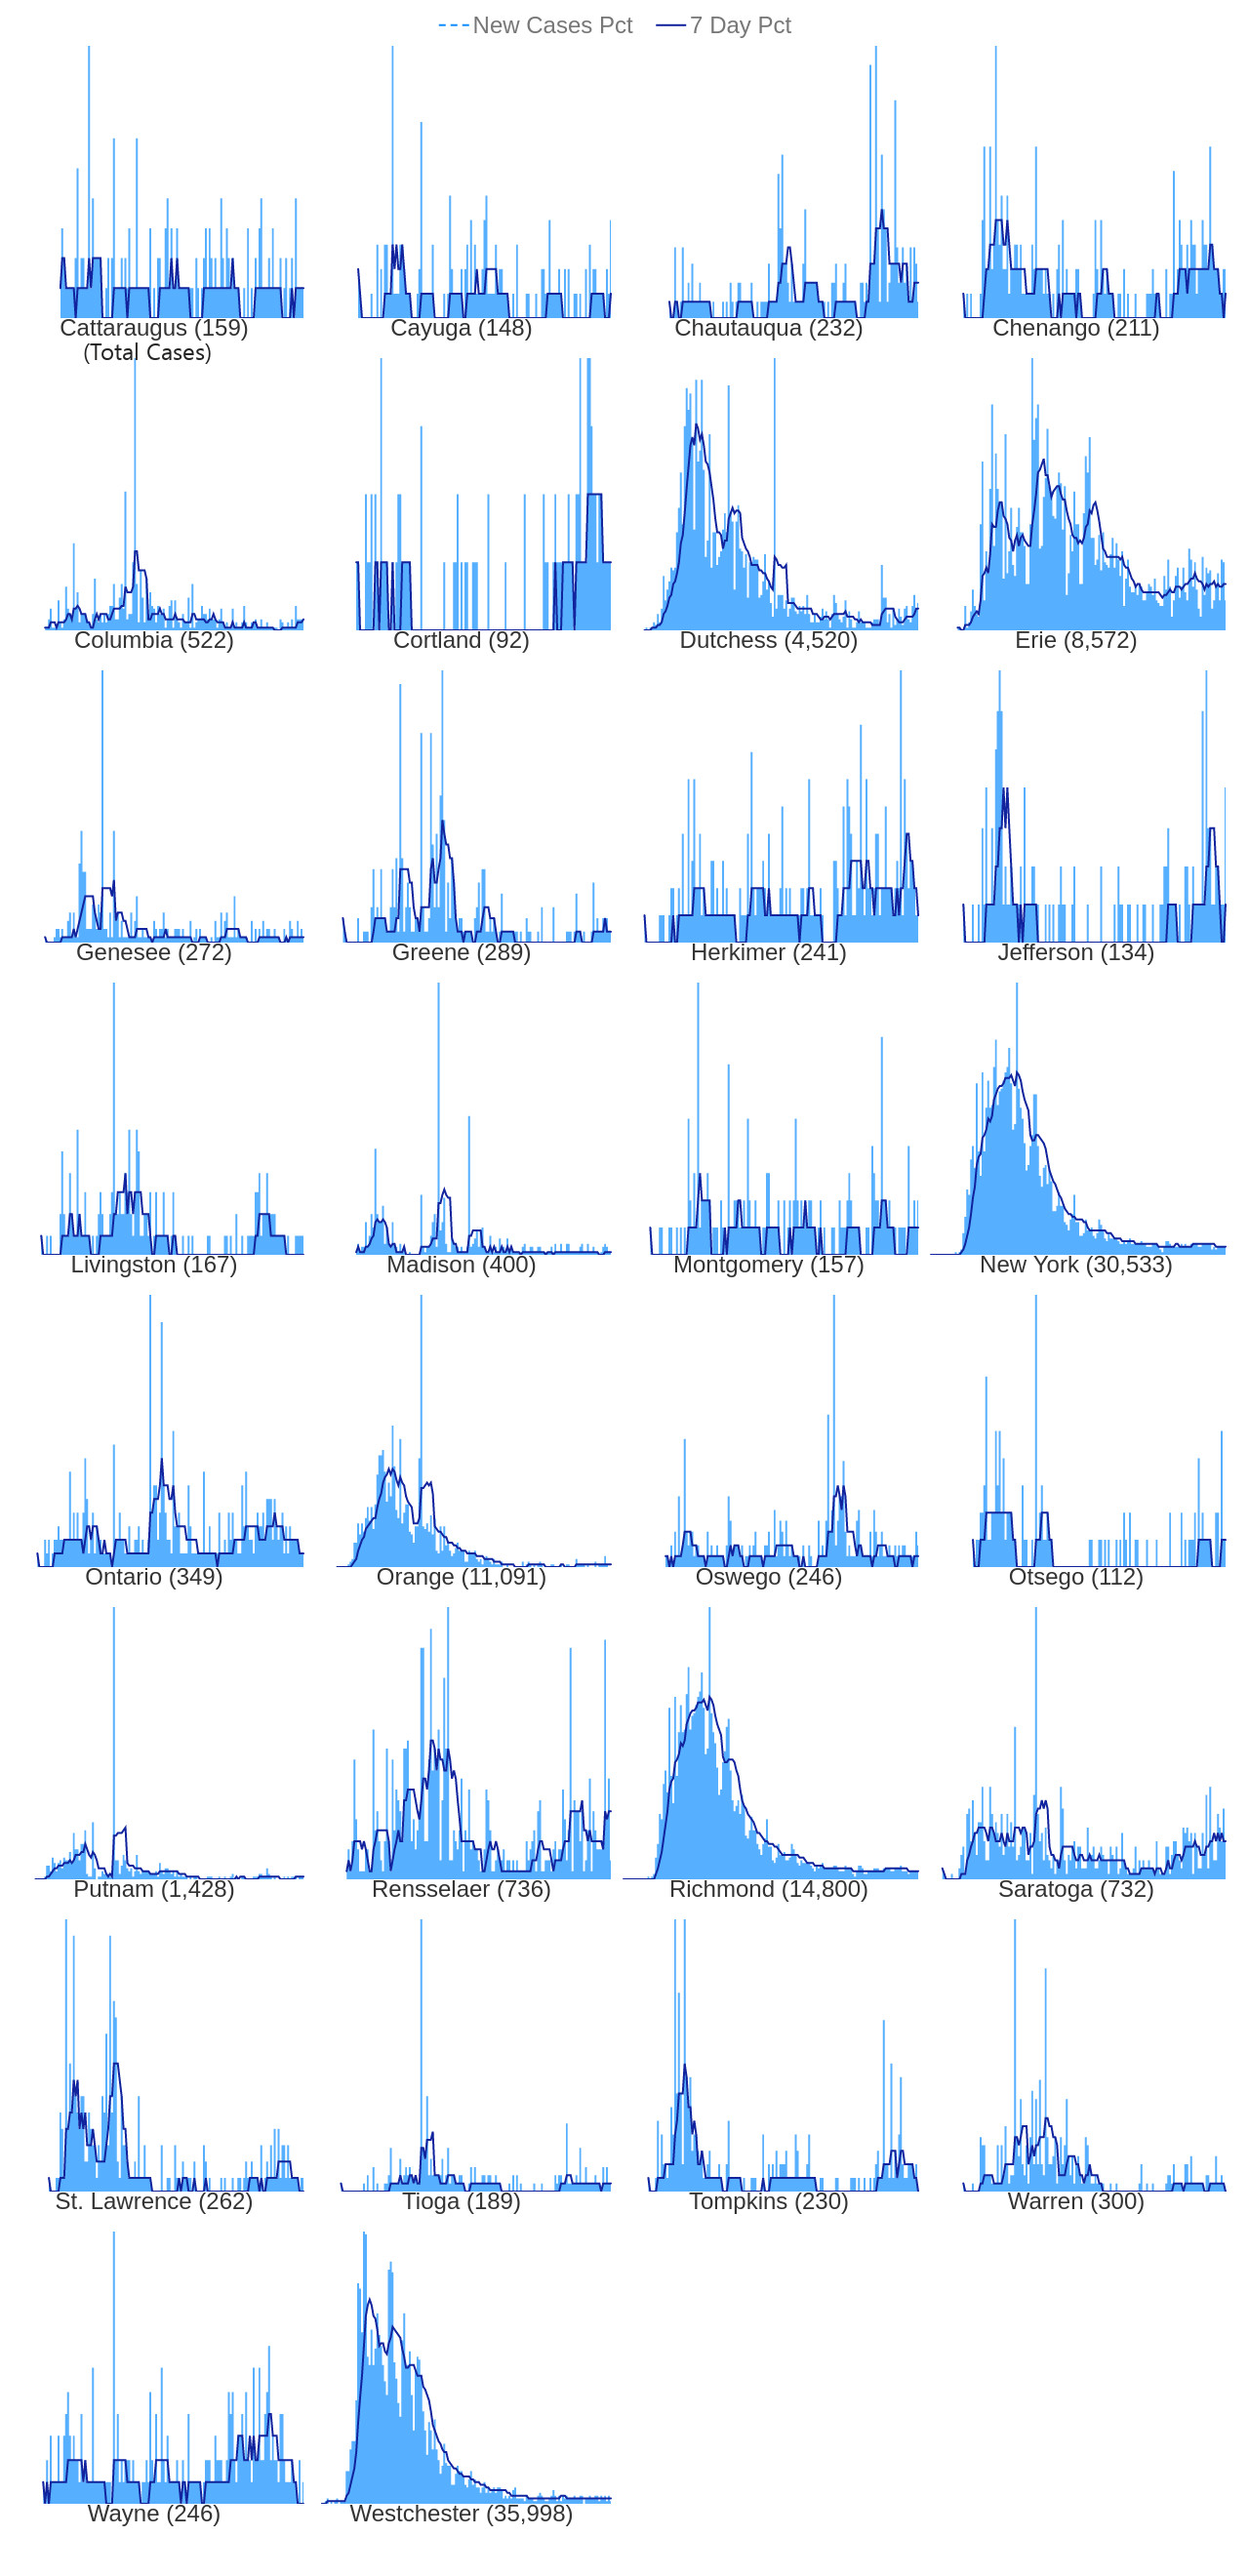 New Cases Pct 7 Day Pct
Cattaraugus (159) Cayuga (148) Chautauqua (232) Chenango (211)
(Total Cases)
Columbia (522) Cortland (92) Dutchess (4,520) Erie (8,572)
Genesee (272) Greene (289) Herkimer (241) Jefferson (134)
Livingston (167) Madison (400) Montgomery (157) New York (30,533)
Ontario (349) Orange (11,091) Oswego (246) Otsego (112)
Putnam (1,428) Rensselaer (736) Richmond (14,800) Saratoga (732)
St. Lawrence (262) Tioga (189) Tompkins (230) Warren (300)
Wayne (246) Westchester (35,998)